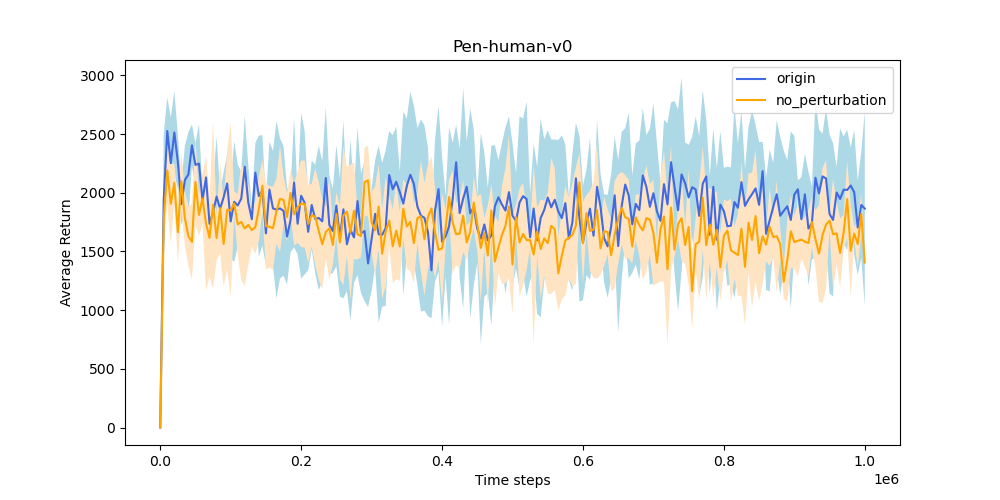 Pen-human-v0
origin
no_perturbation
Average Return
3000
2500
2000
1500
1000
500
0
0.0 0.2 0.4 0.6 0.8 1.0
1e6
Time steps